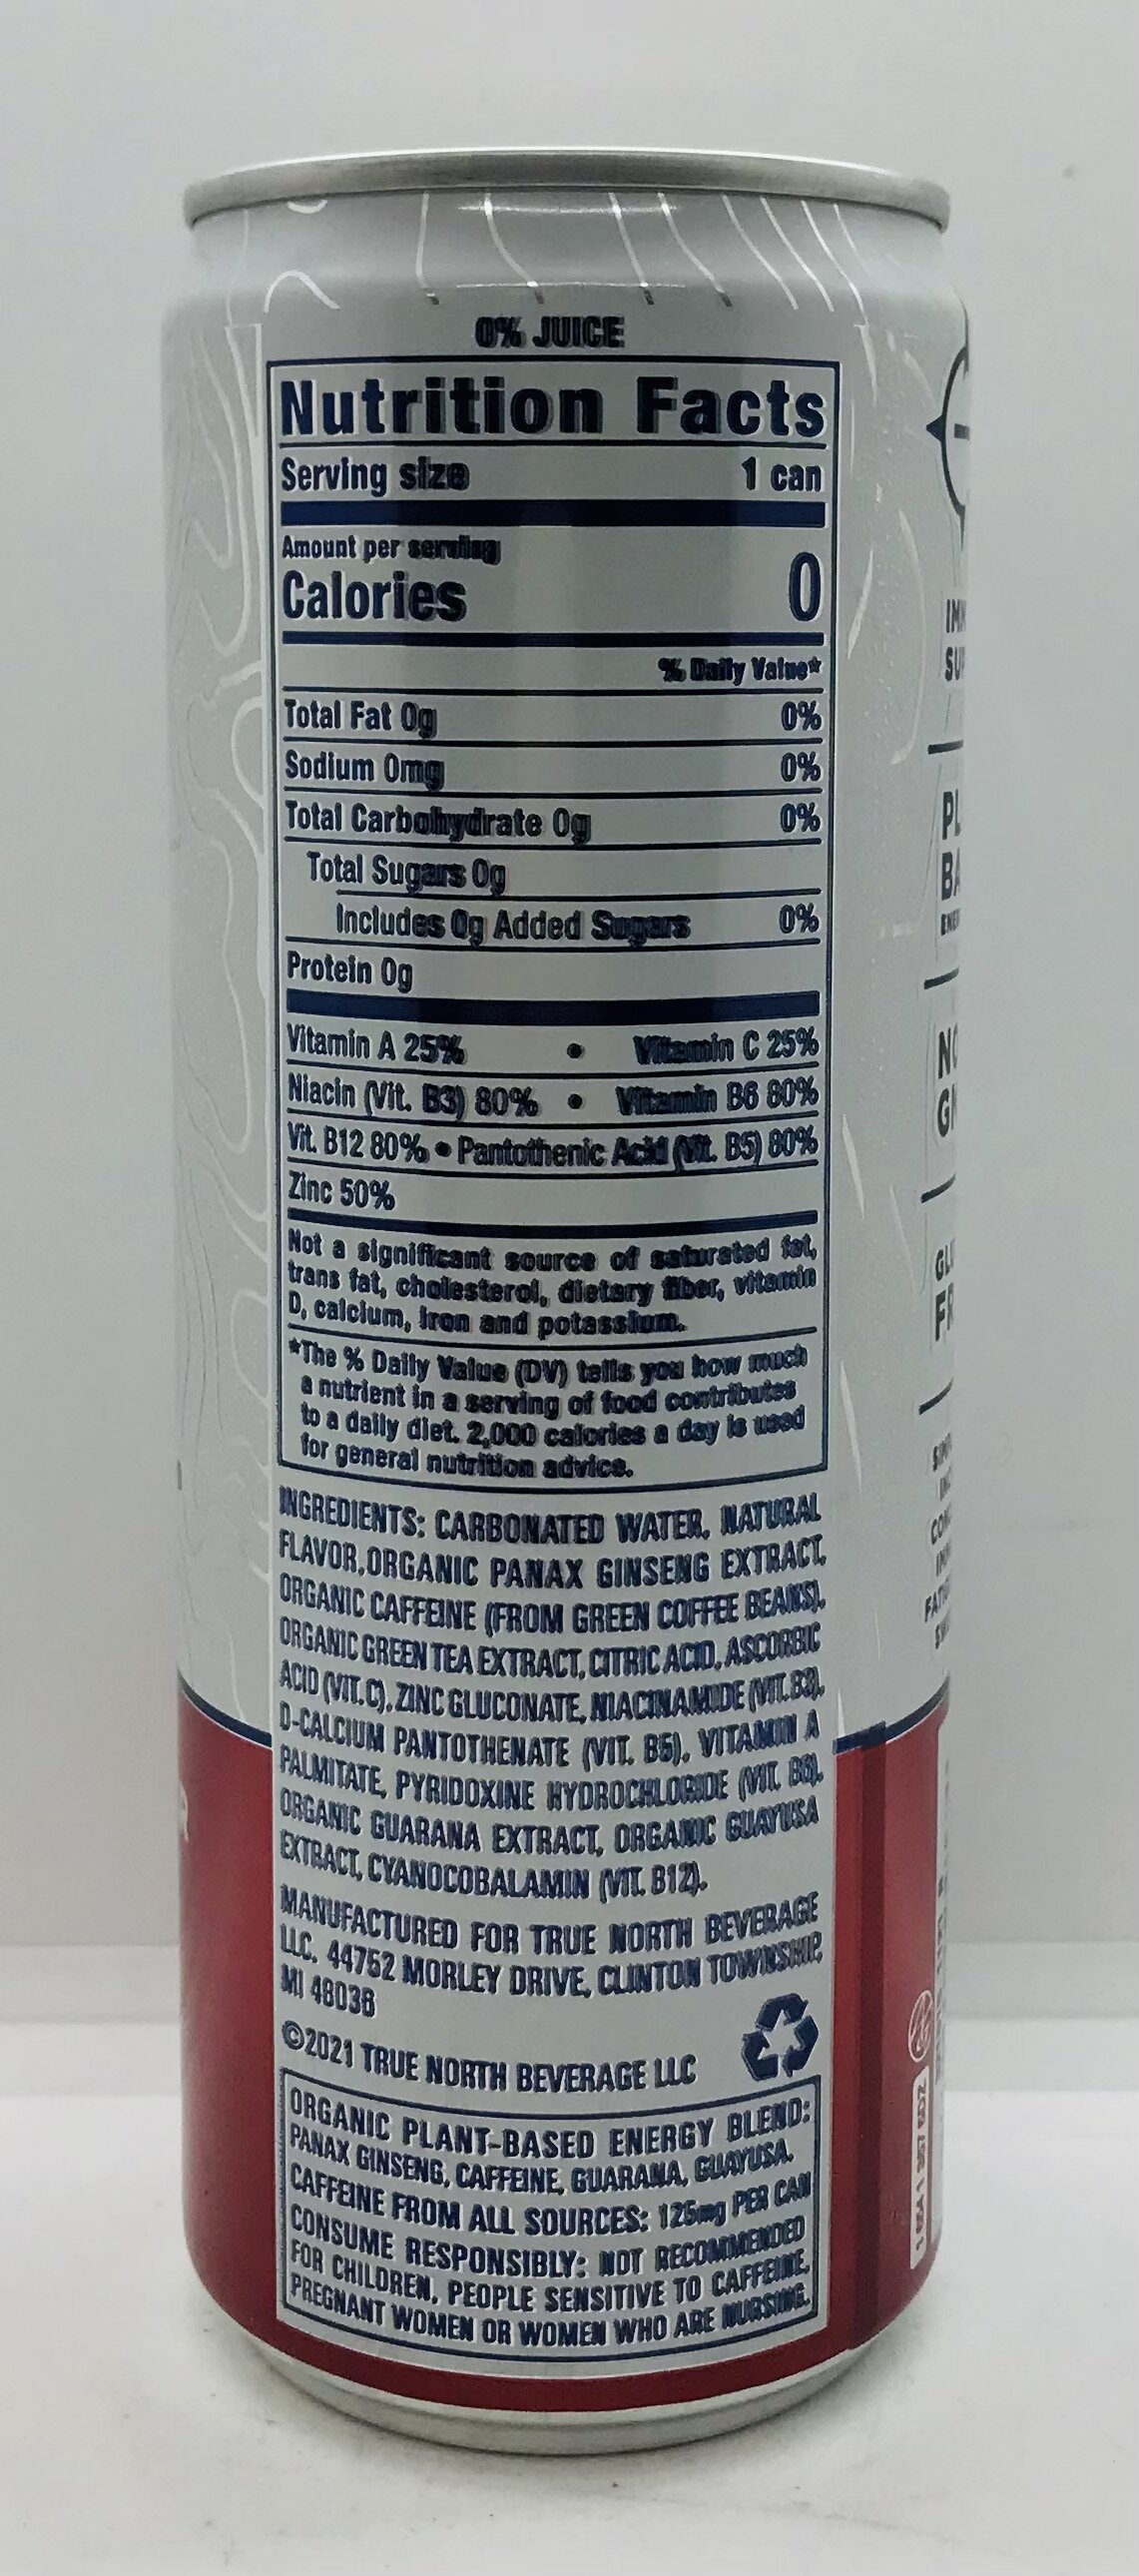 0% JUICE
Nutrition Facts
Serving size 1 can
Amount per serving
Calories 0
% Daily Value*
Total Fat 0g 0%
Sodium 0mg 0%
Total Carbohydrate 0g 0%
Total Sugars 0g
Includes 0g Added Sugars 0%
Protein 0g
Vitamin A 25% • Vitamin C 25%
Niacin (Vit. B3) 80% • Vitamin B6 80%
Vit. B12 80% • Pantothenic Acid (Vit. B5) 80%
Zinc 50%
Not a significant source of saturated fat,
trans fat, cholesterol, dietary fiber, vitamin
D, calcium, iron and potassium.
*The % Daily Value (DV) tells you how much
a nutrient in a serving of food contributes
to a daily diet. 2,000 calories a day is used
for general nutrition advice.
INGREDIENTS: CARBONATED WATER, NATURAL
FLAVOR, ORGANIC PANAX GINSENG EXTRACT,
ORGANIC CAFFEINE (FROM GREEN COFFEE BEANS),
ORGANIC GREEN TEA EXTRACT, CITRIC ACID, ASCORBIC
ACID (VIT. C), ZINC GLUCONATE, NIACINAMIDE (VIT. B3),
D-CALCIUM PANTOTHENATE (VIT. B5), VITAMIN A
PALMITATE, PYRIDOXINE HYDROCHLORIDE (VIT. B6),
ORGANIC GUARANA EXTRACT, ORGANIC GUAYUSA
EXTRACT, CYANOCOBALAMIN (VIT. B12).
MANUFACTURED FOR TRUE NORTH BEVERAGE
LLC, 44752 MORLEY DRIVE, CLINTON TOWNSHIP,
MI 48036
©2021 TRUE NORTH BEVERAGE LLC
ORGANIC PLANT-BASED ENERGY BLEND:
PANAX GINSENG, CAFFEINE, GUARANA, GUAYUSA.
CAFFEINE FROM ALL SOURCES: 125mg PER CAN
CONSUME RESPONSIBLY: NOT RECOMMENDED
FOR CHILDREN, PEOPLE SENSITIVE TO CAFFEINE,
PREGNANT WOMEN OR WOMEN WHO ARE NURSING.